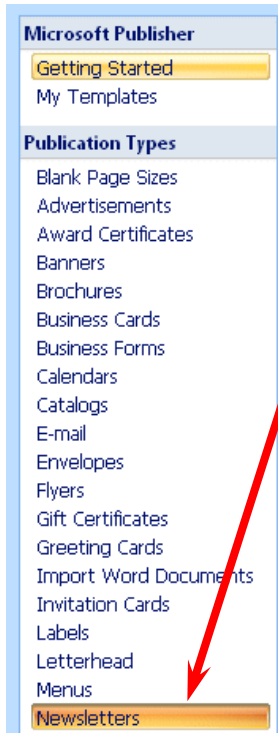 Microsoft Publisher
Getting Started
My Templates
Publication Types
Blank Page Sizes
Advertisements
Award Certificates
Banners
Brochures
Business Cards
Business Forms
Calendars
Catalogs
E-mail
Envelopes
Flyers
Gift Certificates
Greeting Cards
Import Word Documents
Invitation Cards
Labels
Letterhead
Menus
Newsletters